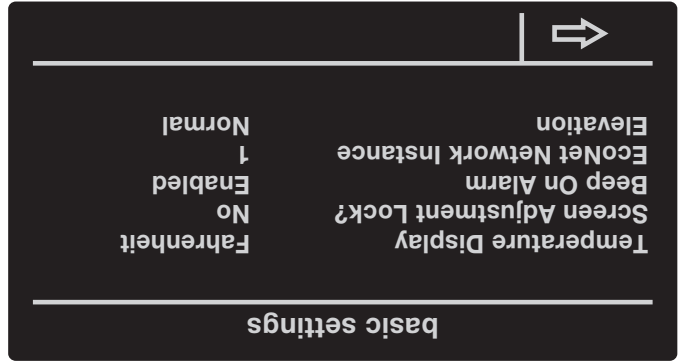 basic settings
Temperature Display Fahrenheit
Screen Adjustment Lock? No
Beep On Alarm Enabled
EcoNet Network Instance 1
Elevation Normal